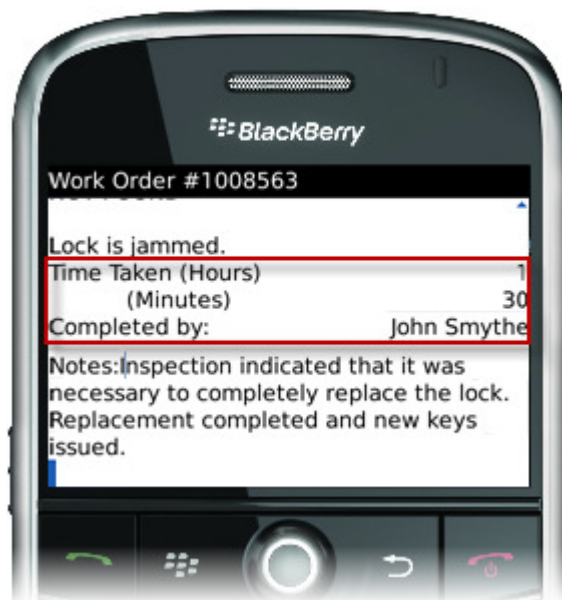 BlackBerry
Work Order #1008563
Lock is jammed.
Time Taken (Hours) 1
(Minutes) 30
Completed by: John Smythe
Notes:Inspection indicated that it was
necessary to completely replace the lock.
Replacement completed and new keys
issued.